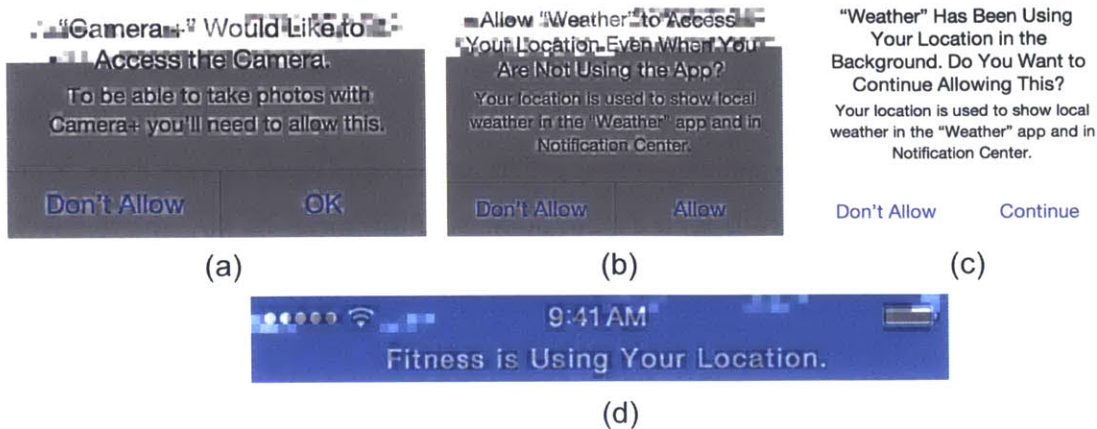 "Camera+" Would Like to
Access the Camera.
To be able to take photos with
Camera+ you'll need to allow this.
Don't Allow OK
(a)
Allow "Weather" to Access
Your Location Even When You
Are Not Using the App?
Your location is used to show local
weather in the "Weather" app and in
Notification Center.
Don't Allow Allow
(b)
"Weather" Has Been Using
Your Location in the
Background. Do You Want to
Continue Allowing This?
Your location is used to show local
weather in the "Weather" app and in
Notification Center.
Don't Allow Continue
(c)
9:41 AM
Fitness is Using Your Location.
(d)